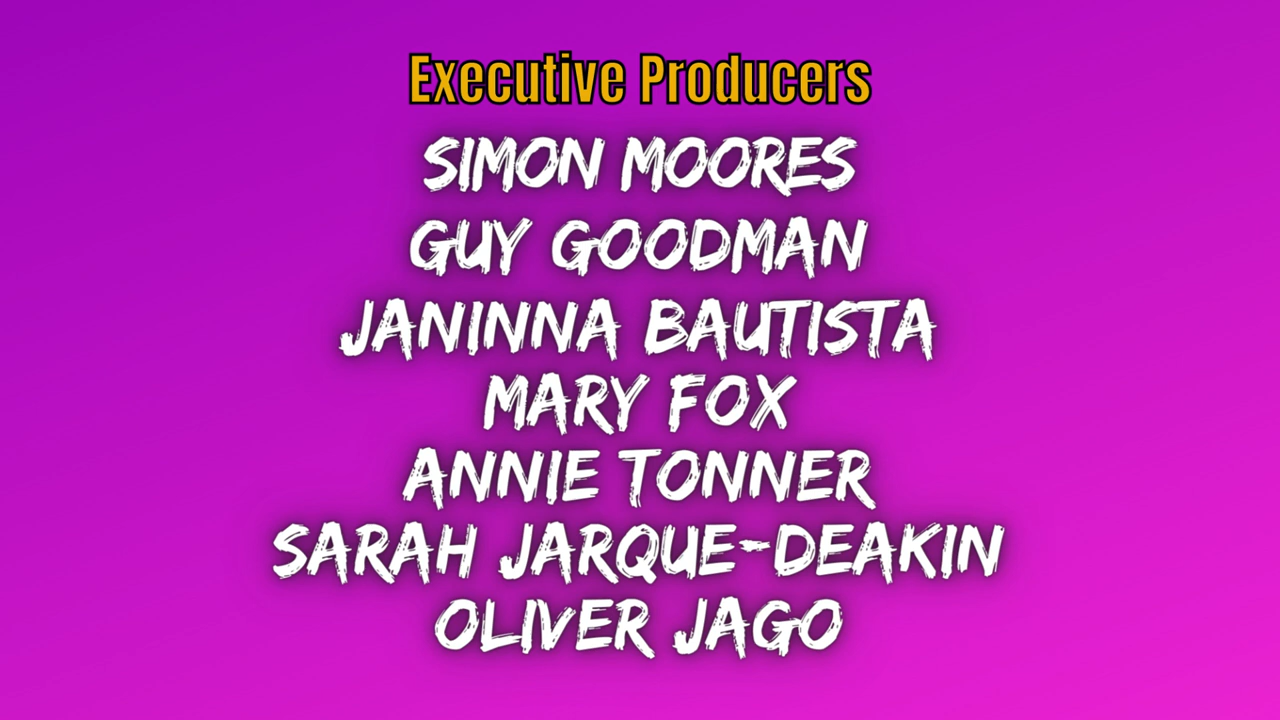 Executive Producers
SIMON MOORES
GUY GOODMAN
JANINNA BAUTISTA
MARY FOX
ANNIE TONNER
SARAH JARQUE-DEAKIN
OLIVER JAGO